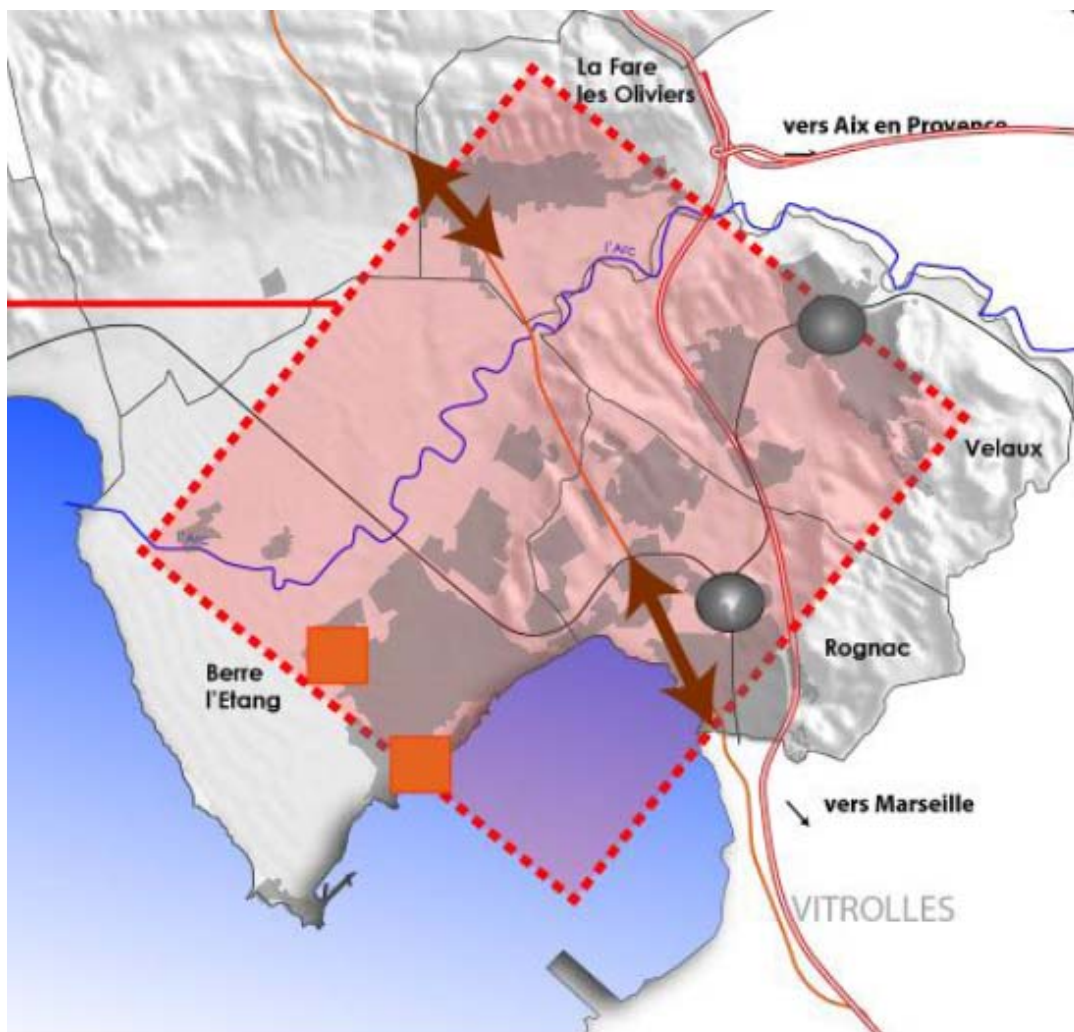 La Fare
les Oliviers
vers Aix en Provence
l'Arc
Velaux
l'Arc
Rognac
Berre
l'Etang
vers Marseille
VITROLLES